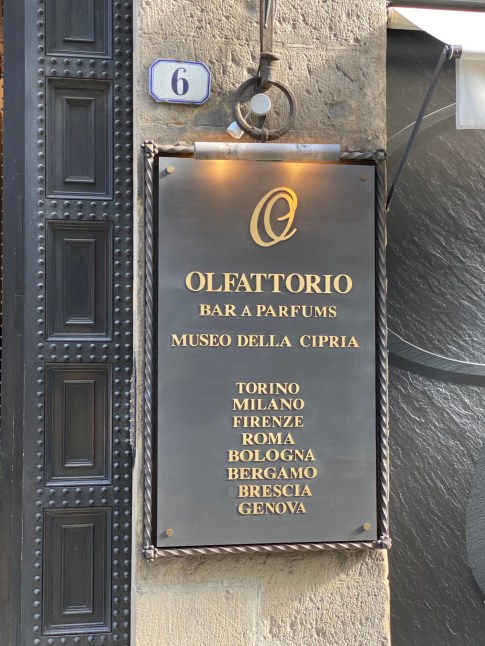 6
OLFATTORIO
BAR A PARFUMS
MUSEO DELLA CIPRIA
TORINO
MILANO
FIRENZE
ROMA
BOLOGNA
BERGAMO
BRESCIA
GENOVA